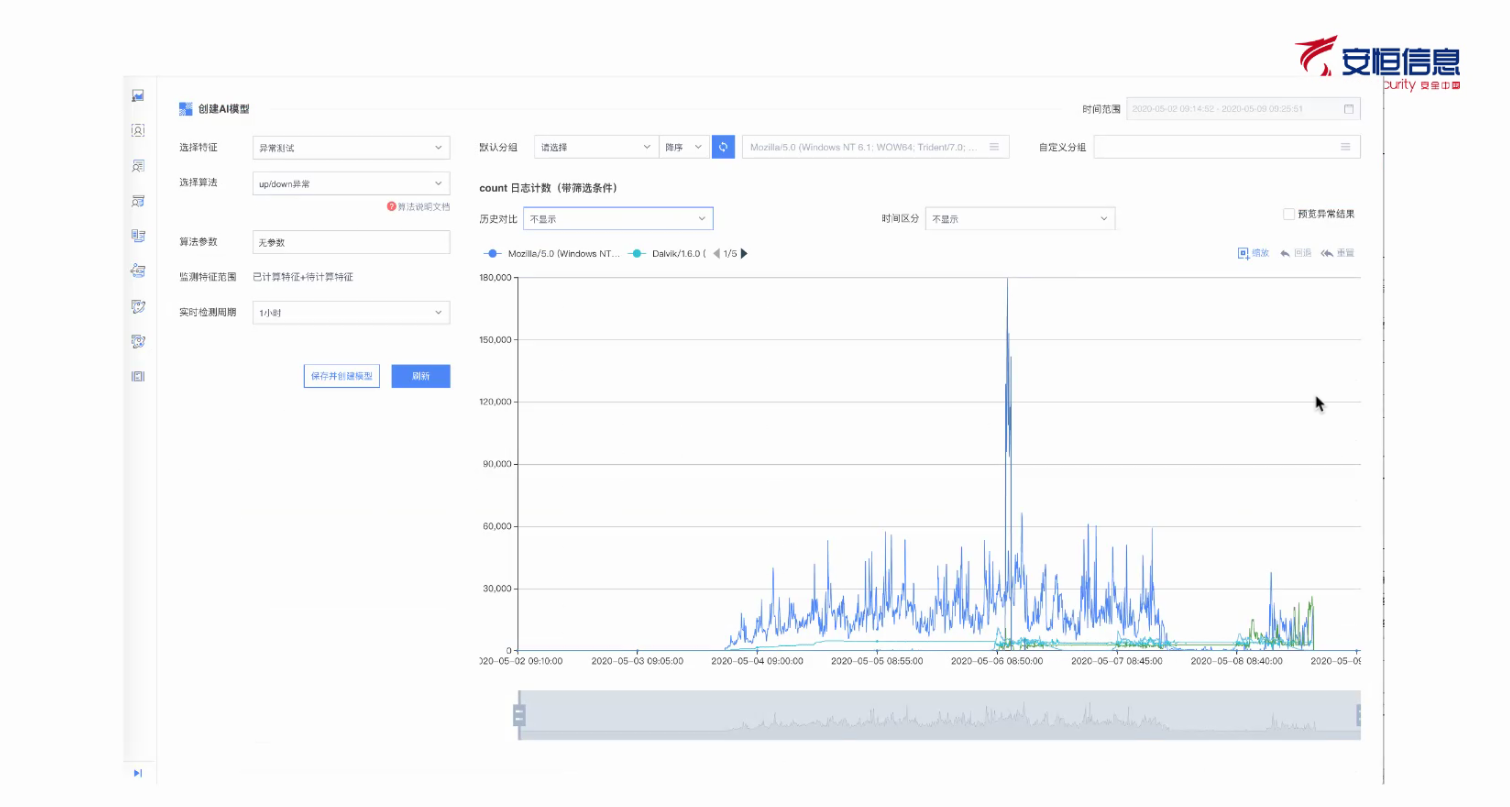 安恒信息
curity 安全中国
创建AI模型
时间范围 2020-05-02 09:14:52 - 2020-05-09 09:25:51
选择特征 异常测试
默认分组 请选择 降序 Mozilla/5.0 (Windows NT 6.1; WOW64; Trident/7.0; ...
自定义分组
选择算法 up/down异常
count 日志计数（带筛选条件）
算法说明文档
历史对比 不显示
时间区分 不显示
预览异常结果
算法参数 无参数
Mozilla/5.0 (Windows NT... Dalvik/1.6.0 ( 1/5
缩放 回退 重置
监测特征范围 已计算特征+待计算特征
实时检测周期 1小时
保存并创建模型 刷新
180,000
150,000
120,000
90,000
60,000
30,000
0
020-05-02 09:10:00 2020-05-03 09:05:00 2020-05-04 09:00:00 2020-05-05 08:55:00 2020-05-06 08:50:00 2020-05-07 08:45:00 2020-05-08 08:40:00 2020-05-09